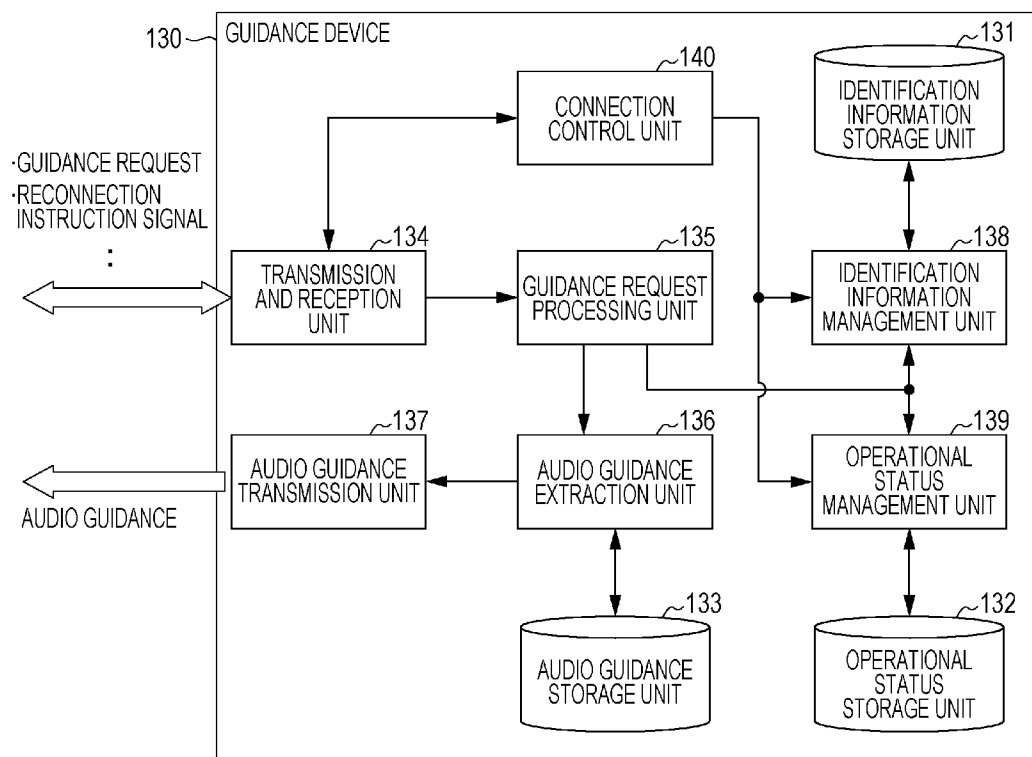 130
GUIDANCE DEVICE
131
IDENTIFICATION
INFORMATION
STORAGE UNIT
140
CONNECTION
CONTROL UNIT
·GUIDANCE REQUEST
·RECONNECTION
INSTRUCTION SIGNAL
:
134
TRANSMISSION
AND RECEPTION
UNIT
135
GUIDANCE REQUEST
PROCESSING UNIT
138
IDENTIFICATION
INFORMATION
MANAGEMENT UNIT
137
AUDIO GUIDANCE
TRANSMISSION UNIT
136
AUDIO GUIDANCE
EXTRACTION UNIT
139
OPERATIONAL
STATUS
MANAGEMENT UNIT
AUDIO GUIDANCE
133
AUDIO GUIDANCE
STORAGE UNIT
132
OPERATIONAL
STATUS
STORAGE UNIT